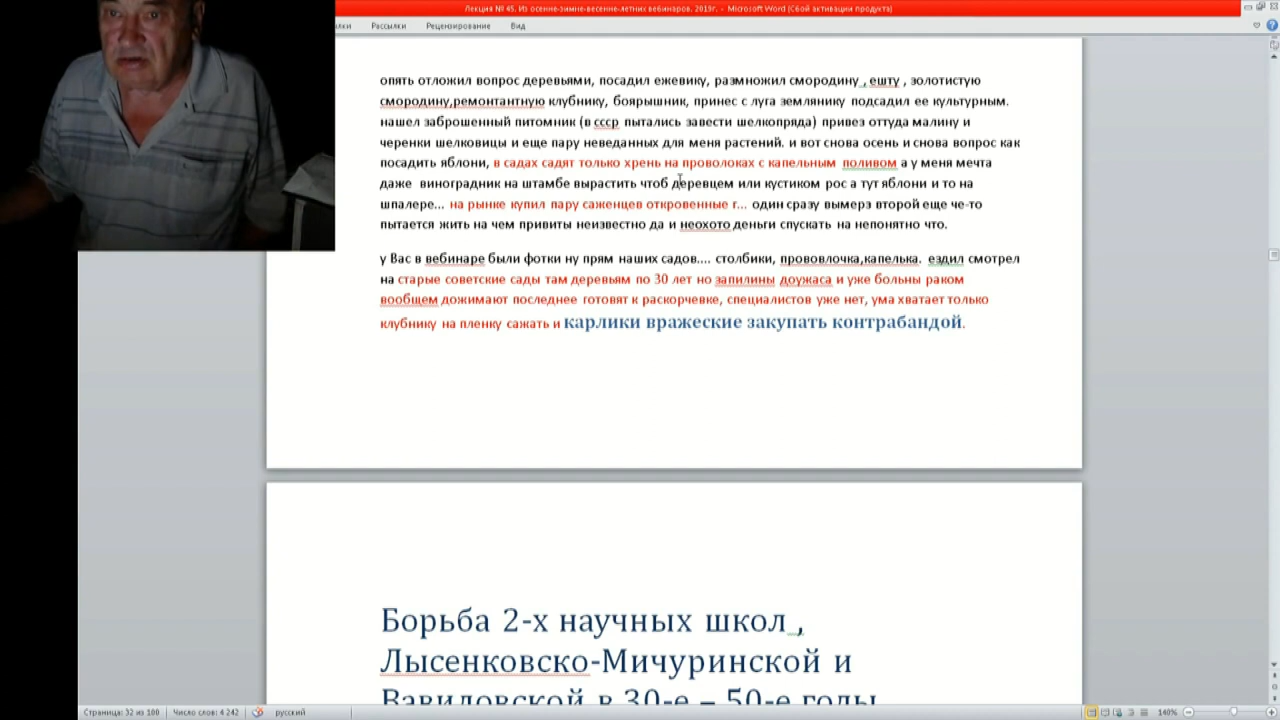 Лекция № 45. Из осенне-зимне-весенне-летних вебинаров. 2019г. - Microsoft Word (Сбой активации продукта)
Рассылки Рецензирование Вид
опять отложил вопрос деревьями, посадил ежевику, размножил смородину , ешту , золотистую
смородину,ремонтантную клубнику, боярышник, принес с луга землянику подсадил ее культурным.
нашел заброшенный питомник (в ссср пытались завести шелкопряда) привез оттуда малину и
черенки шелковицы и еще пару неведанных для меня растений. и вот снова осень и снова вопрос как
посадить яблони, в садах садят только хрень на проволоках с капельным поливом а у меня мечта
даже виноградник на штамбе вырастить чтоб деревцем или кустиком рос а тут яблони и то на
шпалере... на рынке купил пару саженцев откровенные г... один сразу вымерз второй еще че-то
пытается жить на чем привиты неизвестно да и неохото деньги спускать на непонятно что.
у Вас в вебинаре были фотки ну прям наших садов.... столбики, прововлочка,капелька. ездил смотрел
на старые советские сады там деревьям по 30 лет но запилины доужаса и уже больны раком
вообщем дожимают последнее готовят к раскорчевке, специалистов уже нет, ума хватает только
клубнику на пленку сажать и карлики вражеские закупать контрабандой.
Борьба 2-х научных школ ,
Лысенковско-Мичуринской и
Вавиловской в 30-е – 50-е годы
Страница: 32 из 100 Число слов: 4 242 русский 140%